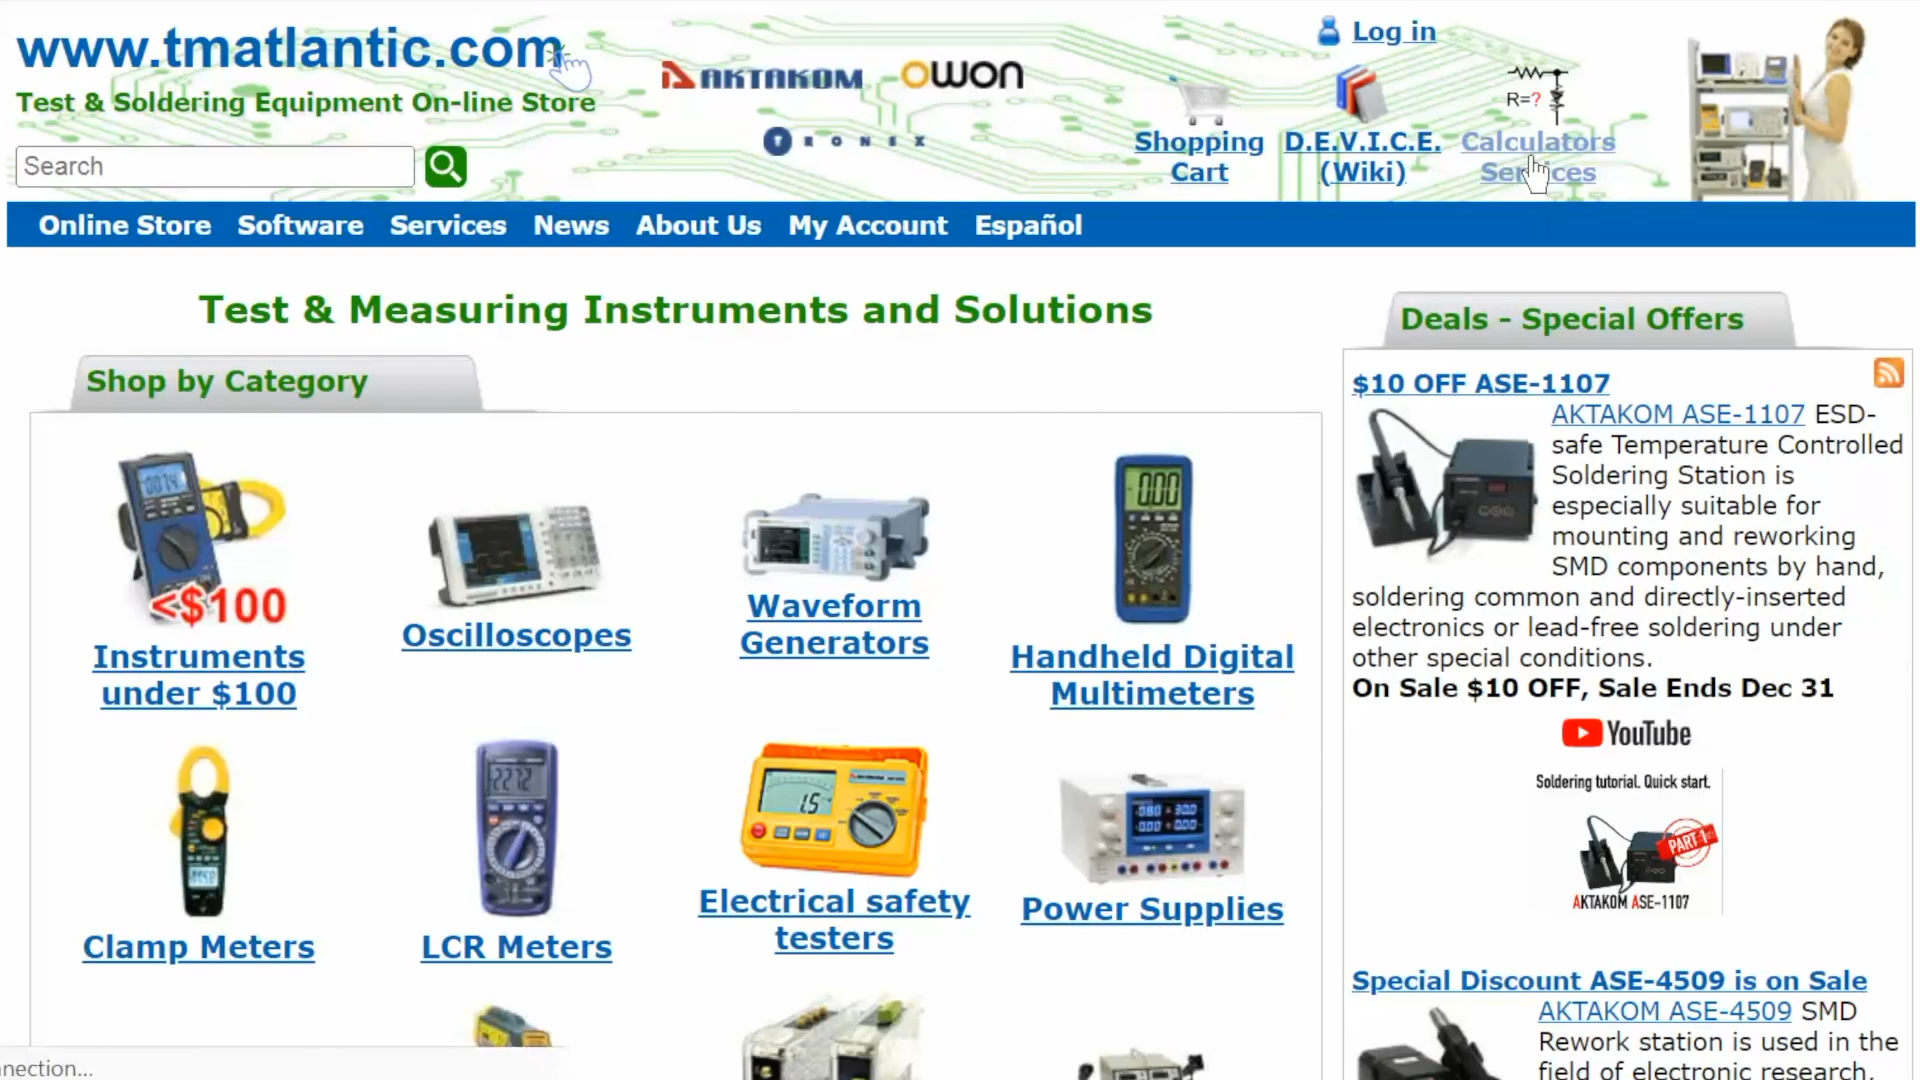 www.tmatlantic.com
Test & Soldering Equipment On-line Store
Search
AKTAKOM
OWON
TRONEX
Log in
R=?
Shopping
Cart
D.E.V.I.C.E.
(Wiki)
Calculators
Online Store Software Services News About Us My Account Español
Test & Measuring Instruments and Solutions
Shop by Category
<$100
Instruments
under $100
Oscilloscopes
Waveform
Generators
Handheld Digital
Multimeters
Clamp Meters
LCR Meters
Electrical safety
testers
Power Supplies
Deals - Special Offers
$10 OFF ASE-1107
AKTAKOM ASE-1107 ESD-
safe Temperature Controlled
Soldering Station is
especially suitable for
mounting and reworking
SMD components by hand,
soldering common and directly-inserted
electronics or lead-free soldering under
other special conditions.
On Sale $10 OFF, Sale Ends Dec 31
YouTube
Soldering tutorial. Quick start.
PART-1
AKTAKOM ASE-1107
Special Discount ASE-4509 is on Sale
AKTAKOM ASE-4509 SMD
Rework station is used in the
field of electronic research,